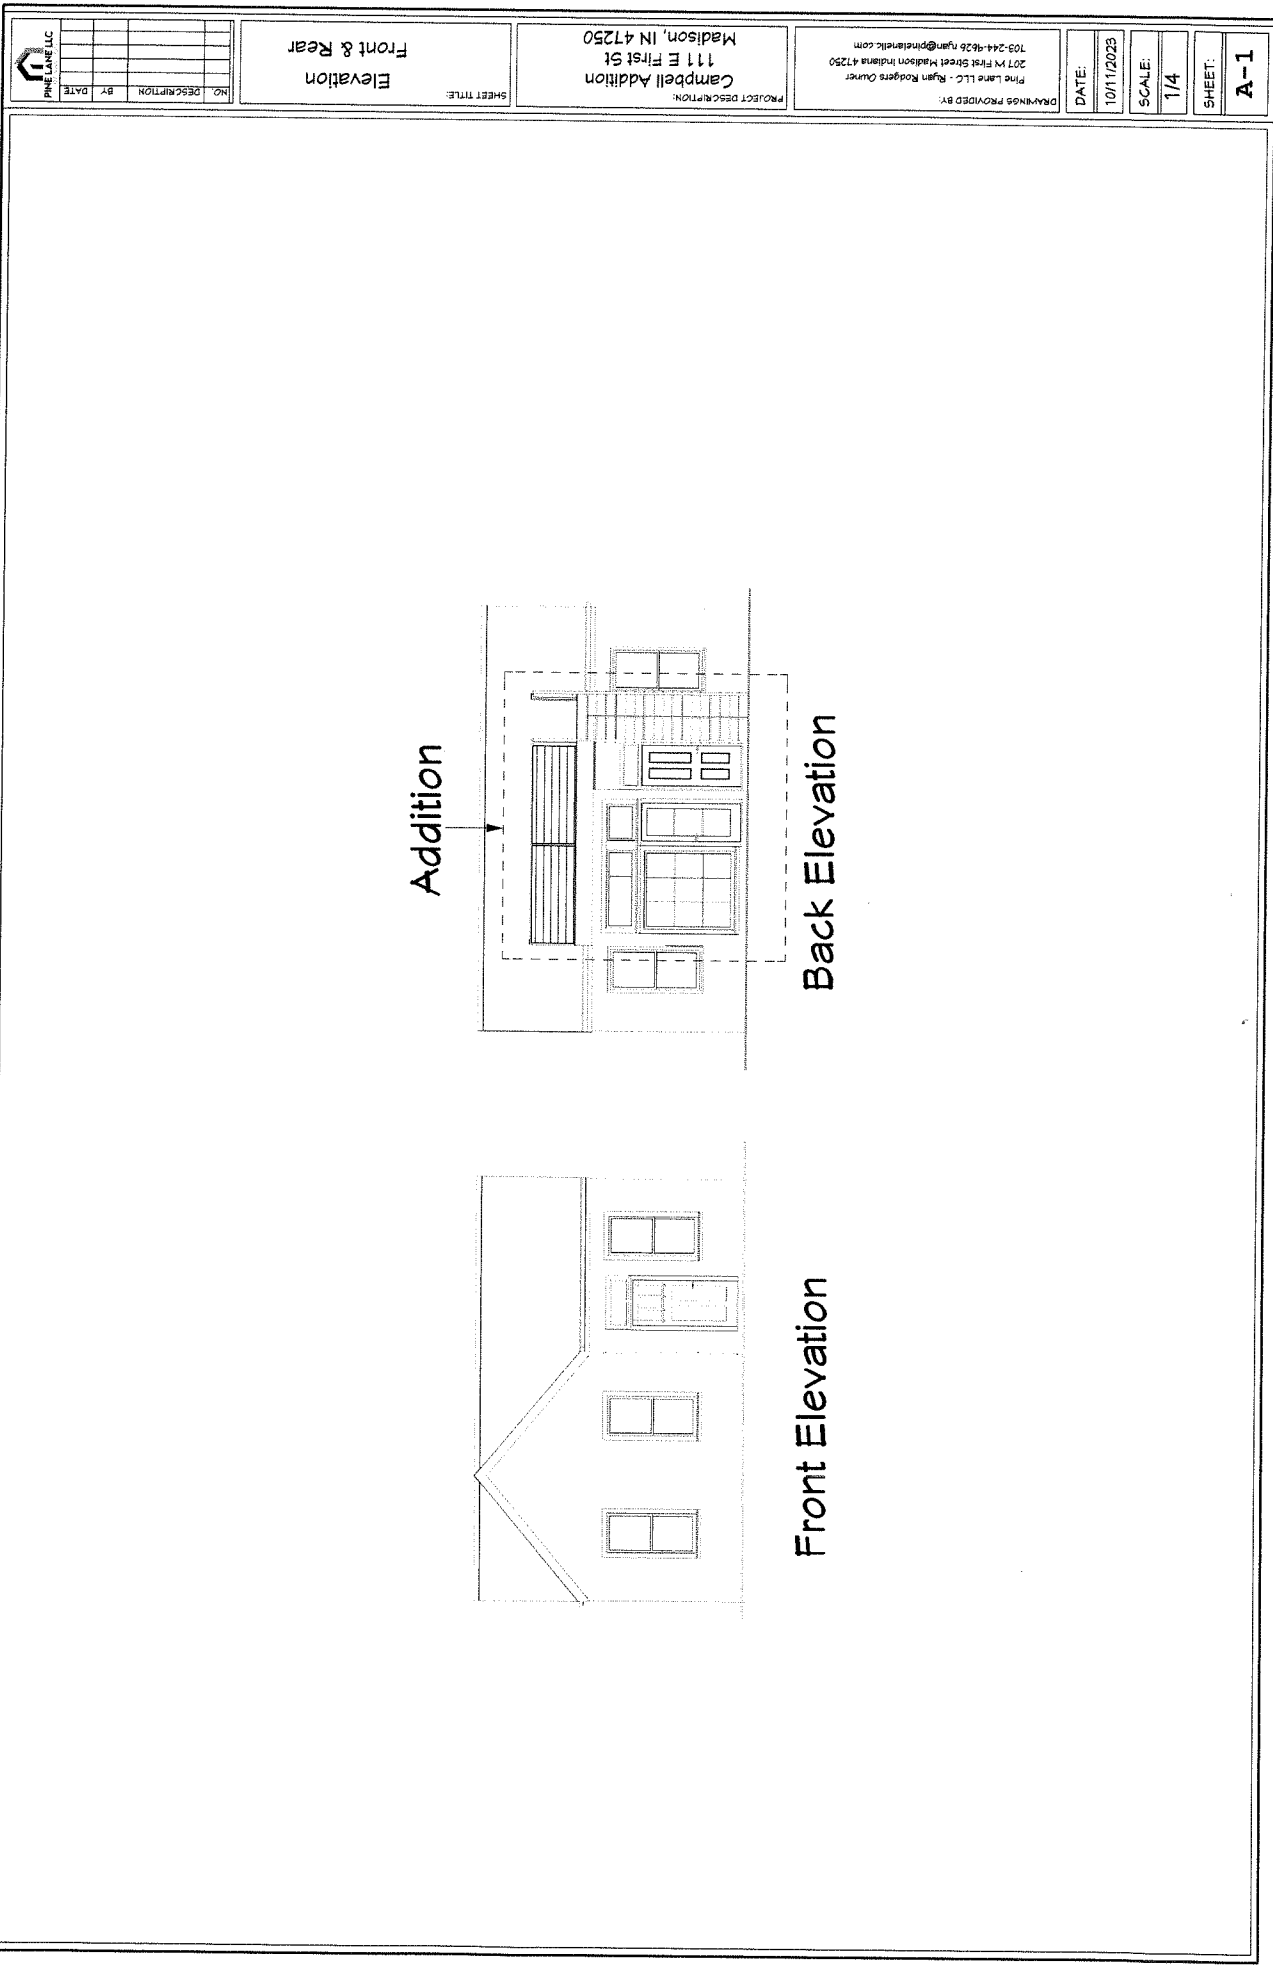 Addition
Front Elevation
Back Elevation
PINE LANE LLC
NO. DESCRIPTION BY DATE
SHEET TITLE:
Elevation
Front & Rear
PROJECT DESCRIPTION:
Campbell Addition
111 E First St
Madison, IN 47250
DRAWINGS PROVIDED BY:
Pine Lane LLC - Ryan Rodgers Owner
207 W First Street Madison Indiana 47250
703-244-9626 ryan@pinelanellc.com
DATE:
10/11/2023
SCALE:
1/4
SHEET:
A-1